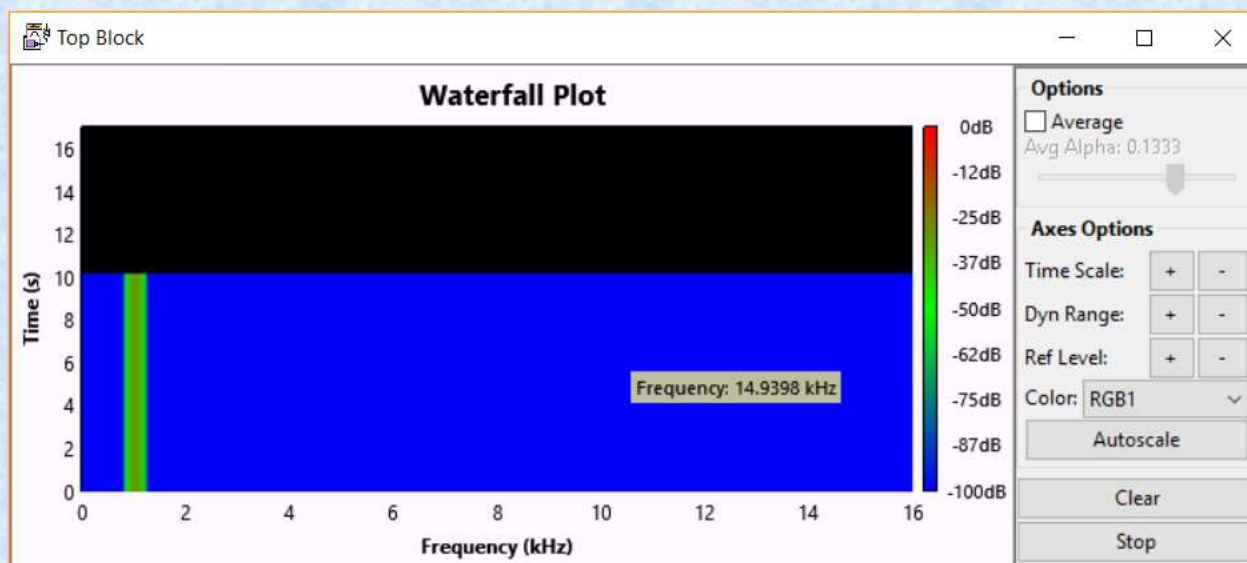 Top Block
Waterfall Plot
16
14
12
10
8
6
4
2
0
Time (s)
0 2 4 6 8 10 12 14 16
Frequency (kHz)
Frequency: 14.9398 kHz
0dB
-12dB
-25dB
-37dB
-50dB
-62dB
-75dB
-87dB
-100dB
Options
Average
Avg Alpha: 0.1333
Axes Options
Time Scale: + -
Dyn Range: + -
Ref Level: + -
Color: RGB1
Autoscale
Clear
Stop